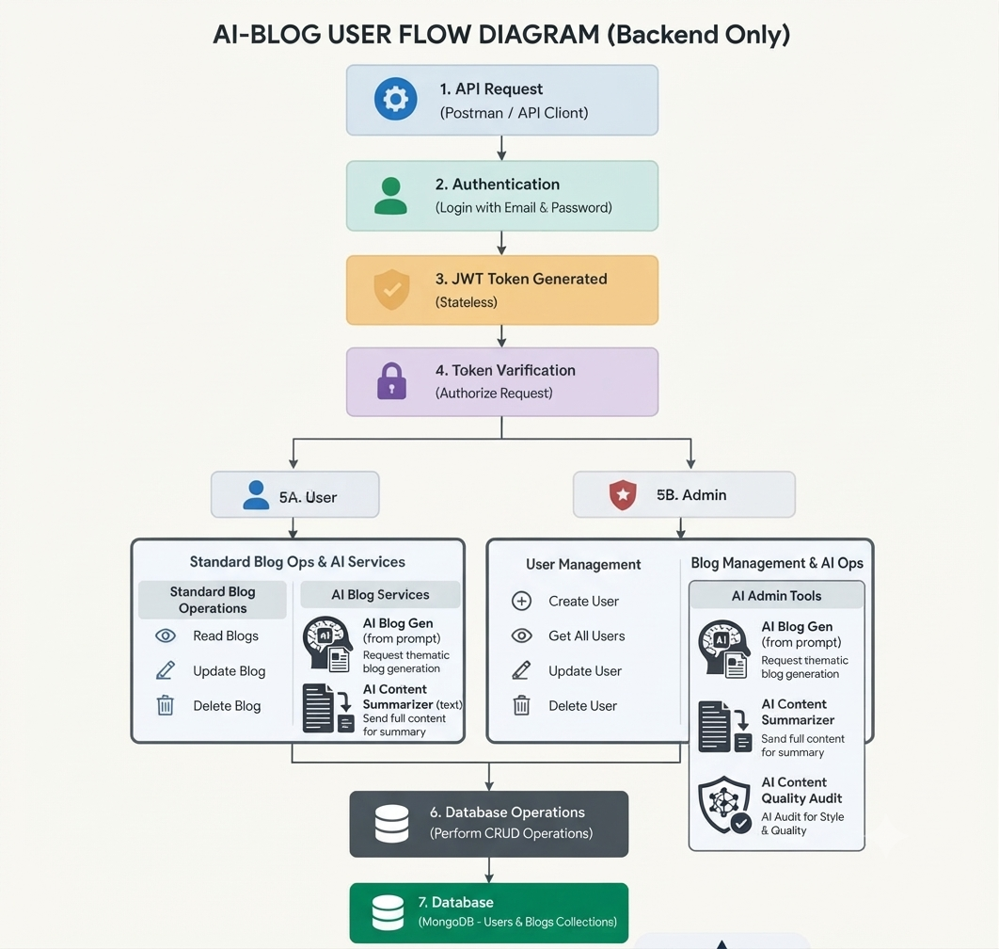 AI-BLOG USER FLOW DIAGRAM (Backend Only)
1. API Request
(Postman / API Client)
2. Authentication
(Login with Email & Password)
3. JWT Token Generated
(Stateless)
4. Token Varification
(Authorize Request)
5A. User
5B. Admin
Standard Blog Ops & AI Services
Standard Blog
Operations
Read Blogs
Update Blog
Delete Blog
AI Blog Services
AI
AI Blog Gen
(from prompt)
Request thematic
blog generation
AI Content
Summarizer (text)
Send full content
for summary
User Management
Create User
Get All Users
Update User
Delete User
Blog Management & AI Ops
AI Admin Tools
AI
AI Blog Gen
(from prompt)
Request thematic
blog generation
AI Content
Summarizer
Sand full content
for summary
AI Content
Quality Audit
AI Audit for Style
& Quality
6. Database Operations
(Perform CRUD Operations)
7. Database
(MongoDB - Users & Blogs Collections)